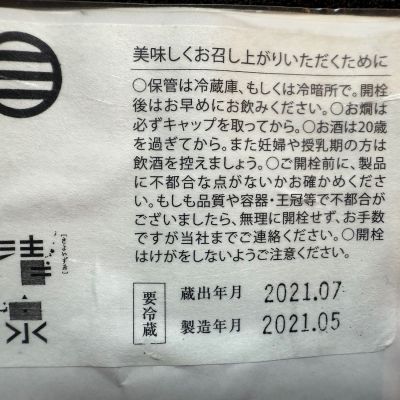 美味しくお召し上がりいただくために
〇保管は冷蔵庫、もしくは冷暗所で。開栓
後はお早めにお飲みください。〇お燗は
必ずキャップを取ってから。〇お酒は20歳
を過ぎてから。また妊婦や授乳期の方は
飲酒を控えましょう。〇ご開栓前に、製品
に不都合な点がないかお確かめくださ
い。もしも品質や容器・王冠等で不都合が
ございましたら、無理に開栓せず、お手数
ですが当社までご連絡ください。〇開栓
はけがをしないようご注意ください。
要冷蔵
蔵出年月 2021.07
製造年月 2021.05